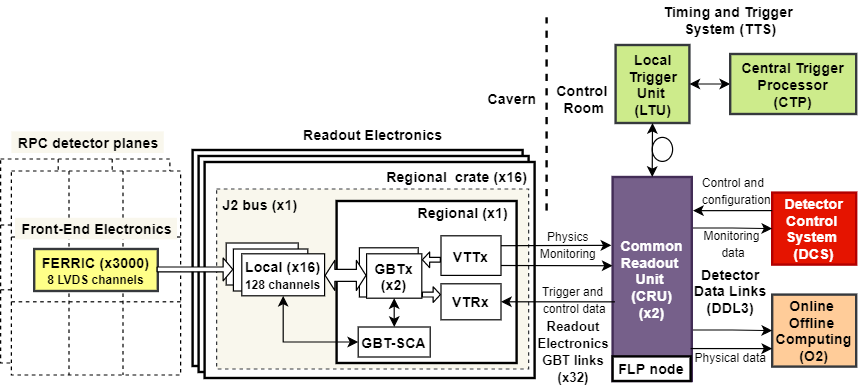 Timing and Trigger
System (TTS)
Local
Trigger
Unit
(LTU)
Central Trigger
Processor
(CTP)
Cavern
Control
Room
RPC detector planes
Readout Electronics
Regional crate (x16)
J2 bus (x1)
Regional (x1)
Front-End Electronics
FERRIC (x3000)
8 LVDS channels
Local (x16)
128 channels
GBTx
(x2)
VTTx
VTRx
GBT-SCA
Physics
Monitoring
Trigger and
control data
Readout
Electronics
GBT links
(x32)
Common
Readout
Unit
(CRU)
(x2)
FLP node
Control and
configuration
Monitoring
data
Detector
Control
System
(DCS)
Detector
Data Links
(DDL3)
Physical data
Online
Offline
Computing
(O2)